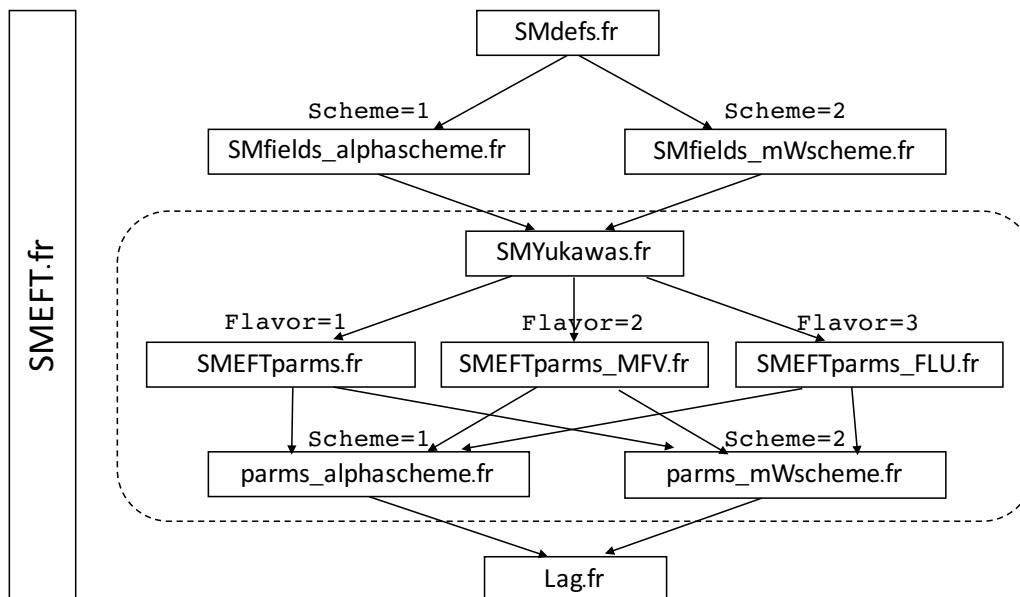 SMEFT.fr
SMdefs.fr
Scheme=1
Scheme=2
SMfields_alphascheme.fr
SMfields_mWscheme.fr
SMYukawas.fr
Flavor=1
Flavor=2
Flavor=3
SMEFTparms.fr
SMEFTparms_MFV.fr
SMEFTparms_FLU.fr
Scheme=1
Scheme=2
parms_alphascheme.fr
parms_mWscheme.fr
Lag.fr